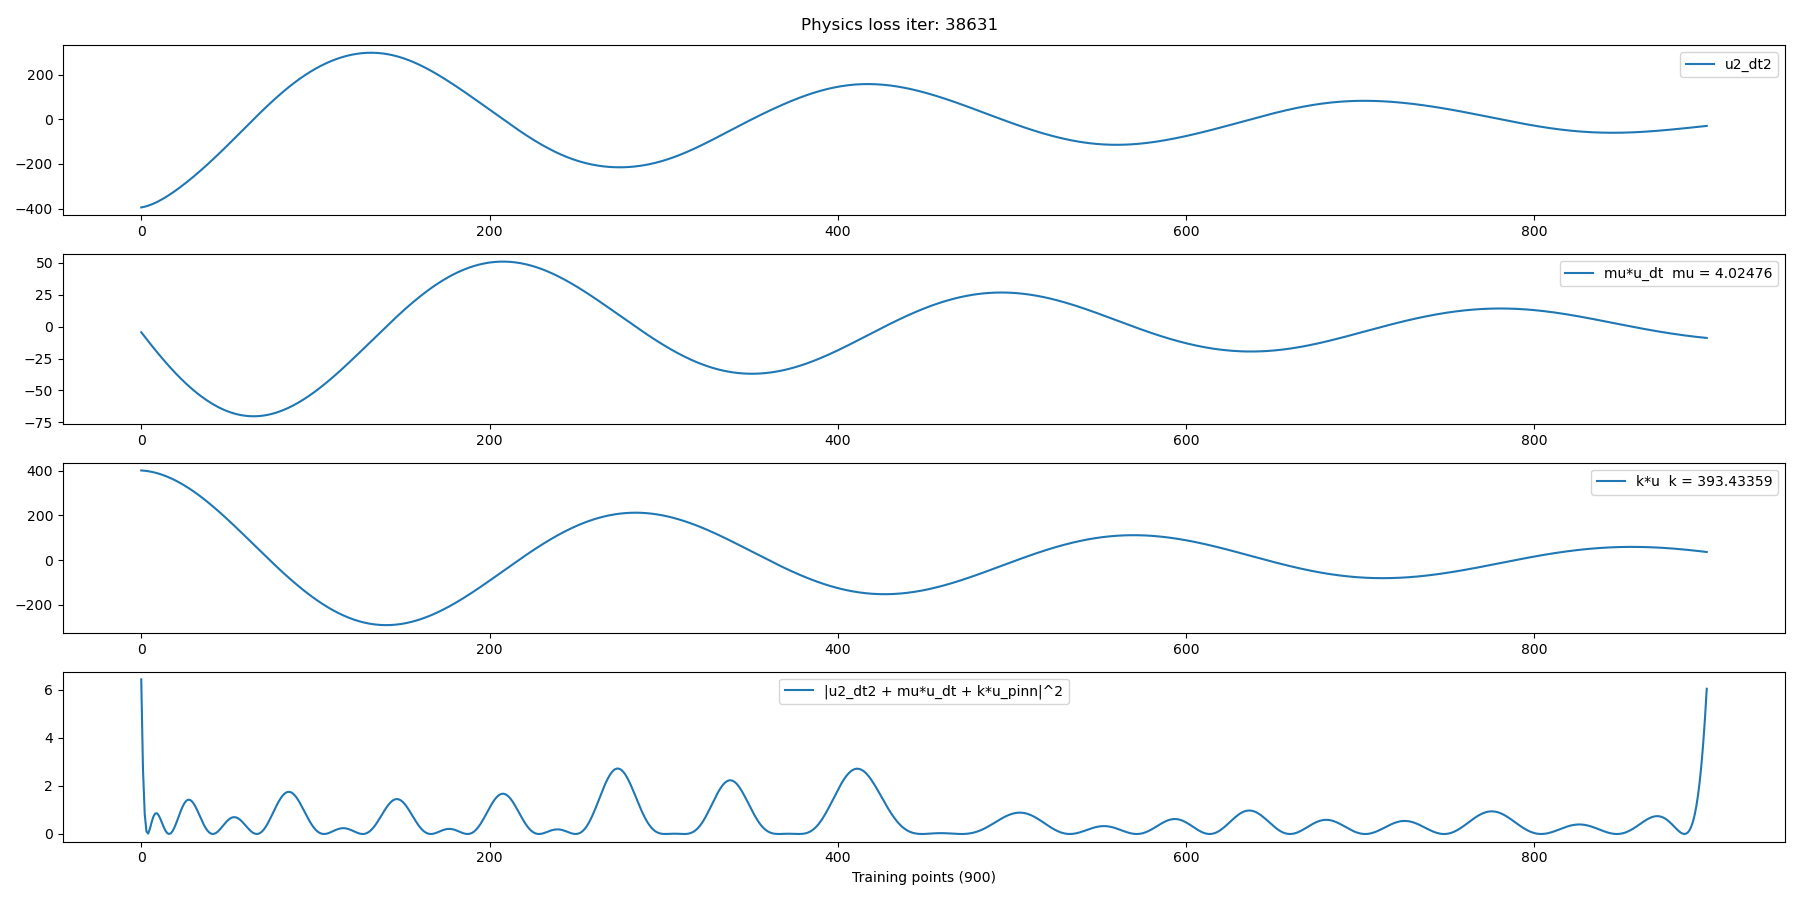 Physics loss iter: 38631
u2_dt2
200
0
−200
−400
0 200 400 600 800
mu*u_dt mu = 4.02476
50
25
0
−25
−50
−75
0 200 400 600 800
k*u k = 393.43359
400
200
0
−200
0 200 400 600 800
|u2_dt2 + mu*u_dt + k*u_pinn|^2
6
4
2
0
0 200 400 600 800
Training points (900)